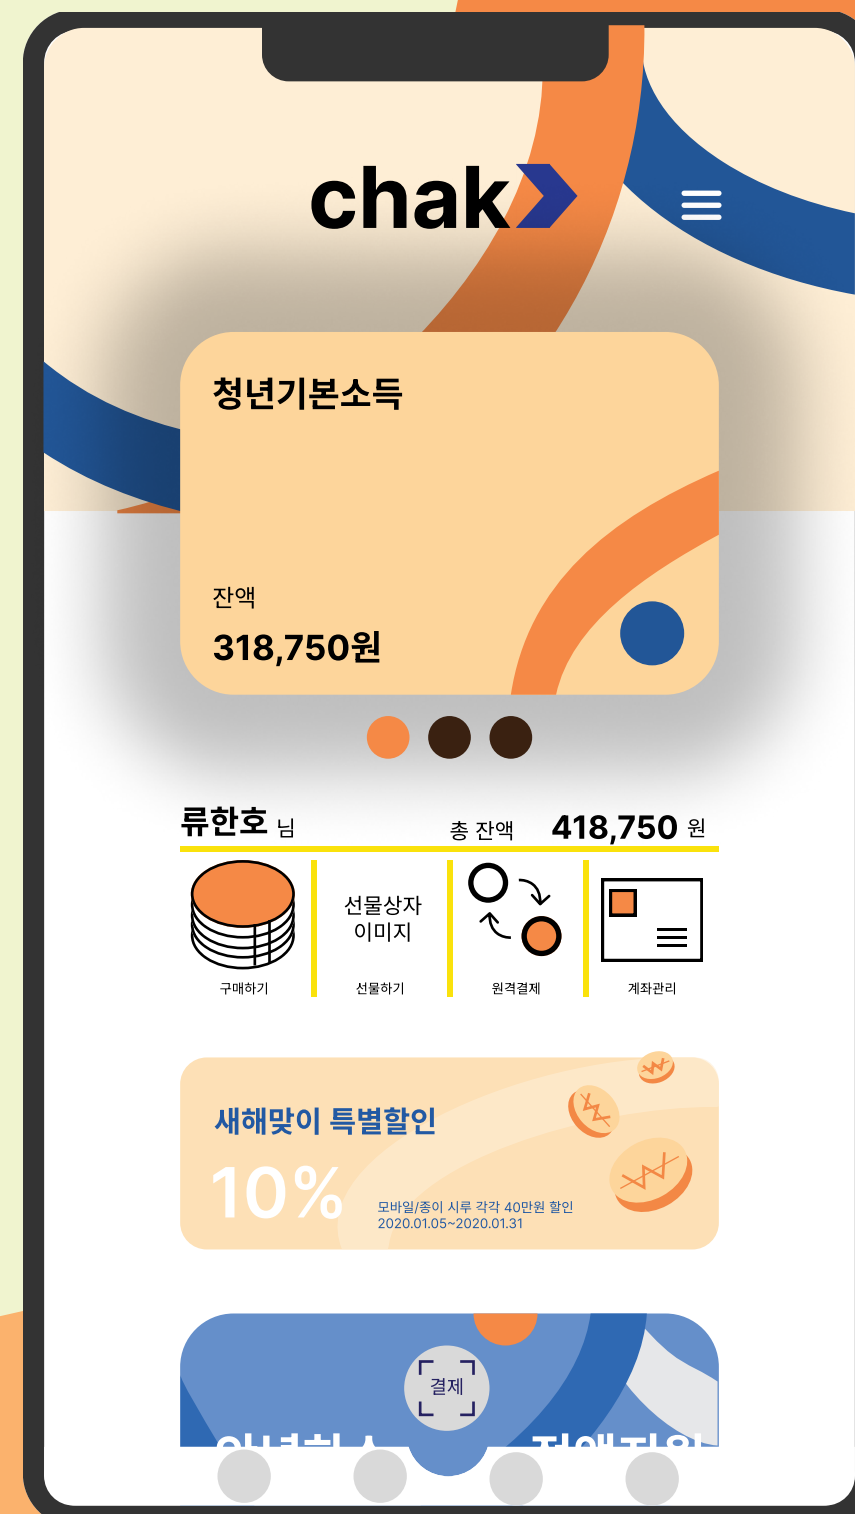 chak
청년기본소득
잔액
318,750원
류한호 님
총 잔액 418,750 원
선물상자
이미지
구매하기
선물하기
원격결제
계좌관리
새해맞이 특별할인
10%
모바일/종이 시루 각각 40만원 할인
2020.01.05~2020.01.31
결제